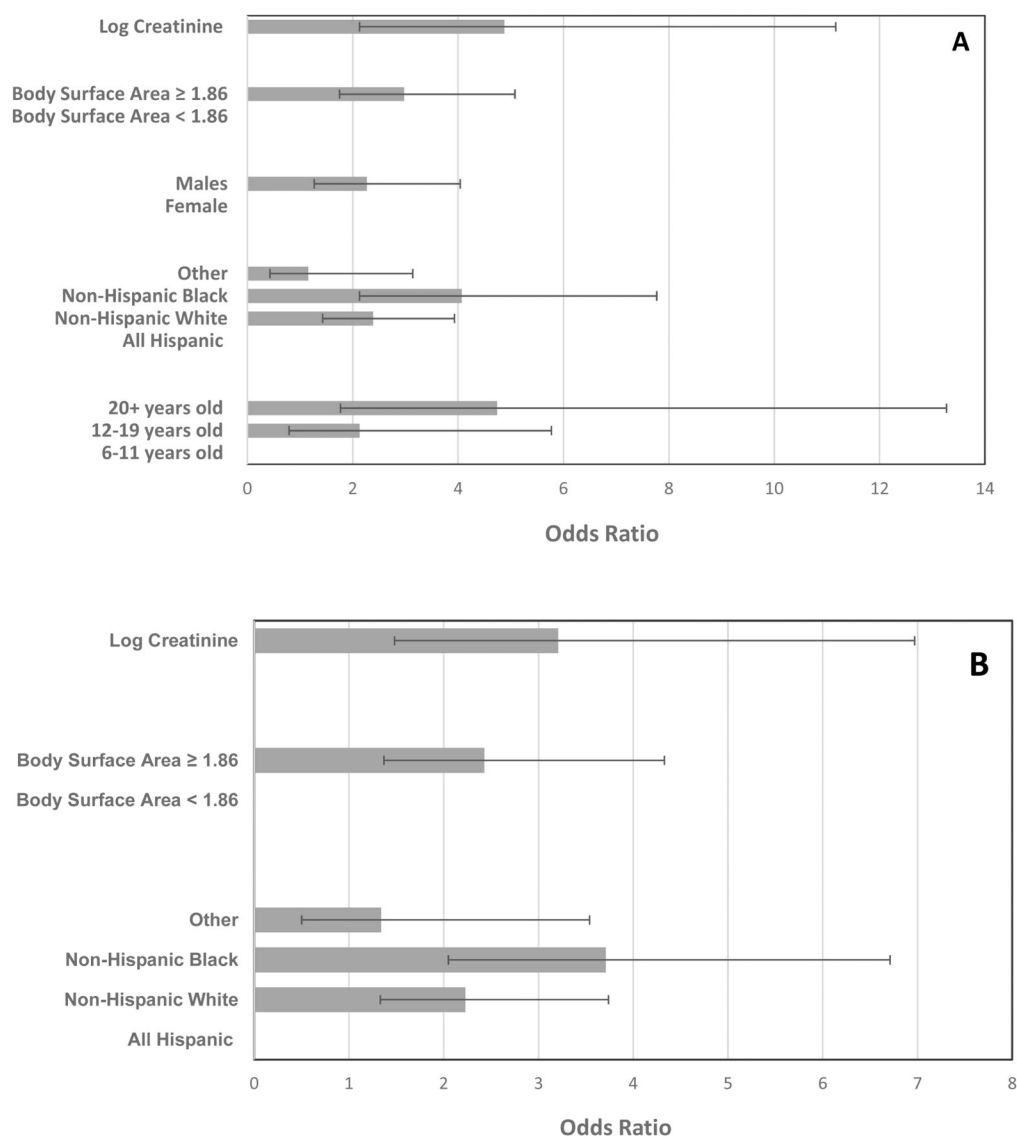 A
Log Creatinine
Body Surface Area ≥ 1.86
Body Surface Area < 1.86
Males
Female
Other
Non-Hispanic Black
Non-Hispanic White
All Hispanic
20+ years old
12-19 years old
6-11 years old
0 2 4 6 8 10 12 14
Odds Ratio
B
Log Creatinine
Body Surface Area ≥ 1.86
Body Surface Area < 1.86
Other
Non-Hispanic Black
Non-Hispanic White
All Hispanic
0 1 2 3 4 5 6 7 8
Odds Ratio